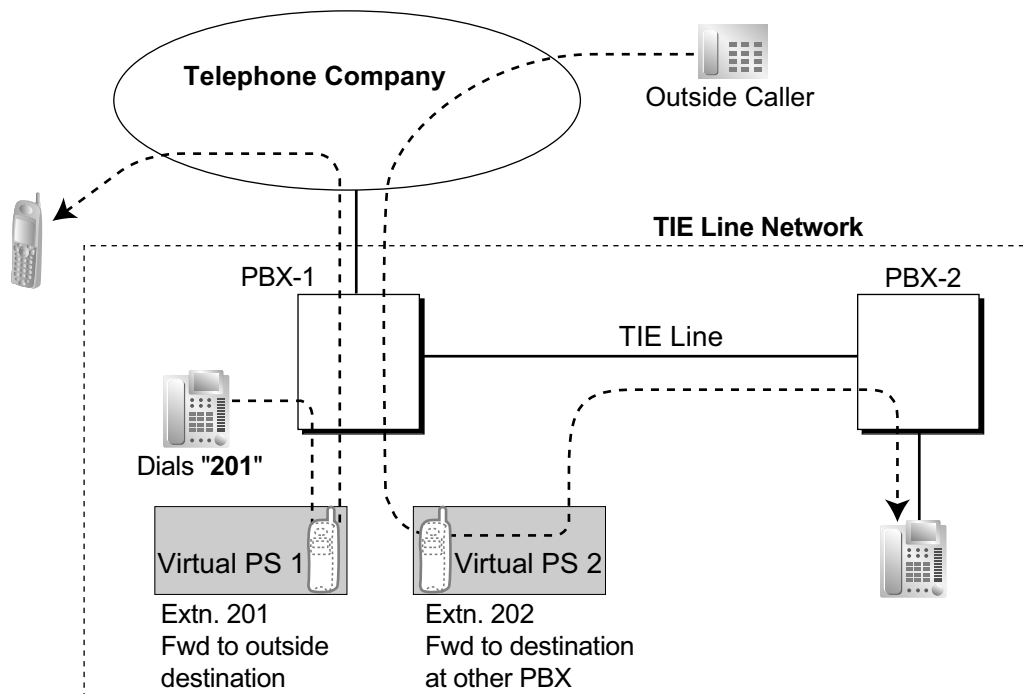 Telephone Company
Outside Caller
TIE Line Network
PBX-1
PBX-2
TIE Line
Dials "201"
Virtual PS 1
Virtual PS 2
Extn. 201
Fwd to outside
destination
Extn. 202
Fwd to destination
at other PBX